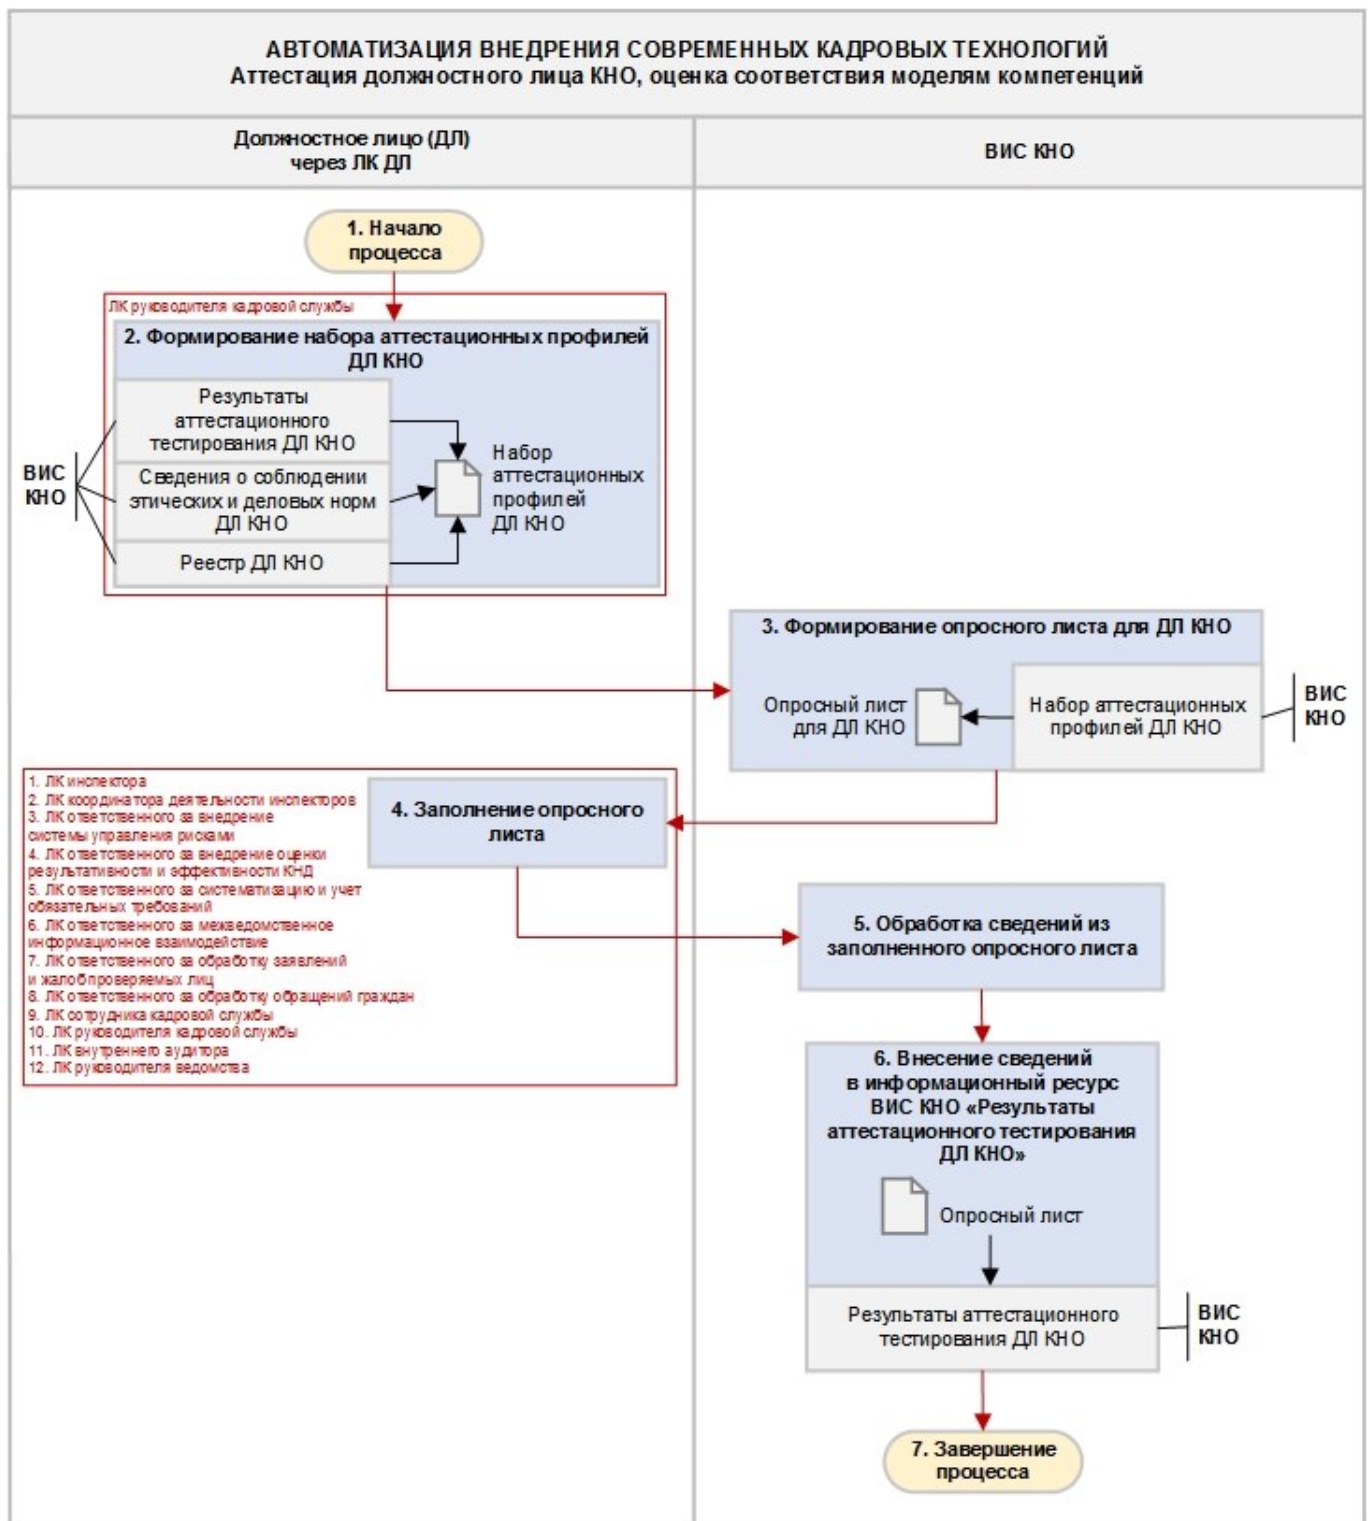 АВТОМАТИЗАЦИЯ ВНЕДРЕНИЯ СОВРЕМЕННЫХ КАДРОВЫХ ТЕХНОЛОГИЙ
Аттестация должностного лица КНО, оценка соответствия моделям компетенций
Должностное лицо (ДЛ)
через ЛК ДЛ
ВИС КНО
1. Начало
процесса
ЛК руководителя кадровой службы
2. Формирование набора аттестационных профилей
ДЛ КНО
Результаты
аттестационного
тестирования ДЛ КНО
Сведения о соблюдении
этических и деловых норм
ДЛ КНО
Реестр ДЛ КНО
ВИС
КНО
Набор
аттестационных
профилей
ДЛ КНО
3. Формирование опросного листа для ДЛ КНО
Опросный лист
для ДЛ КНО
Набор аттестационных
профилей ДЛ КНО
ВИС
КНО
1. ЛК инспектора
2. ЛК координатора деятельности инспекторов
3. ЛК ответственного за внедрение
системы управления рисками
4. ЛК ответственного за внедрение оценки
результативности и эффективности КНД
5. ЛК ответственного за систематизацию и учет
обязательных требований
6. ЛК ответственного за межведомственное
информационное взаимодействие
7. ЛК ответственного за обработку заявлений
и жалоб проверяемых лиц
8. ЛК ответственного за обработку обращений граждан
9. ЛК сотрудника кадровой службы
10. ЛК руководителя кадровой службы
11. ЛК внутреннего аудитора
12. ЛК руководителя ведомства
4. Заполнение опросного
листа
5. Обработка сведений из
заполненного опросного листа
6. Внесение сведений
в информационный ресурс
ВИС КНО «Результаты
аттестационного тестирования
ДЛ КНО»
Опросный лист
Результаты аттестационного
тестирования ДЛ КНО
ВИС
КНО
7. Завершение
процесса